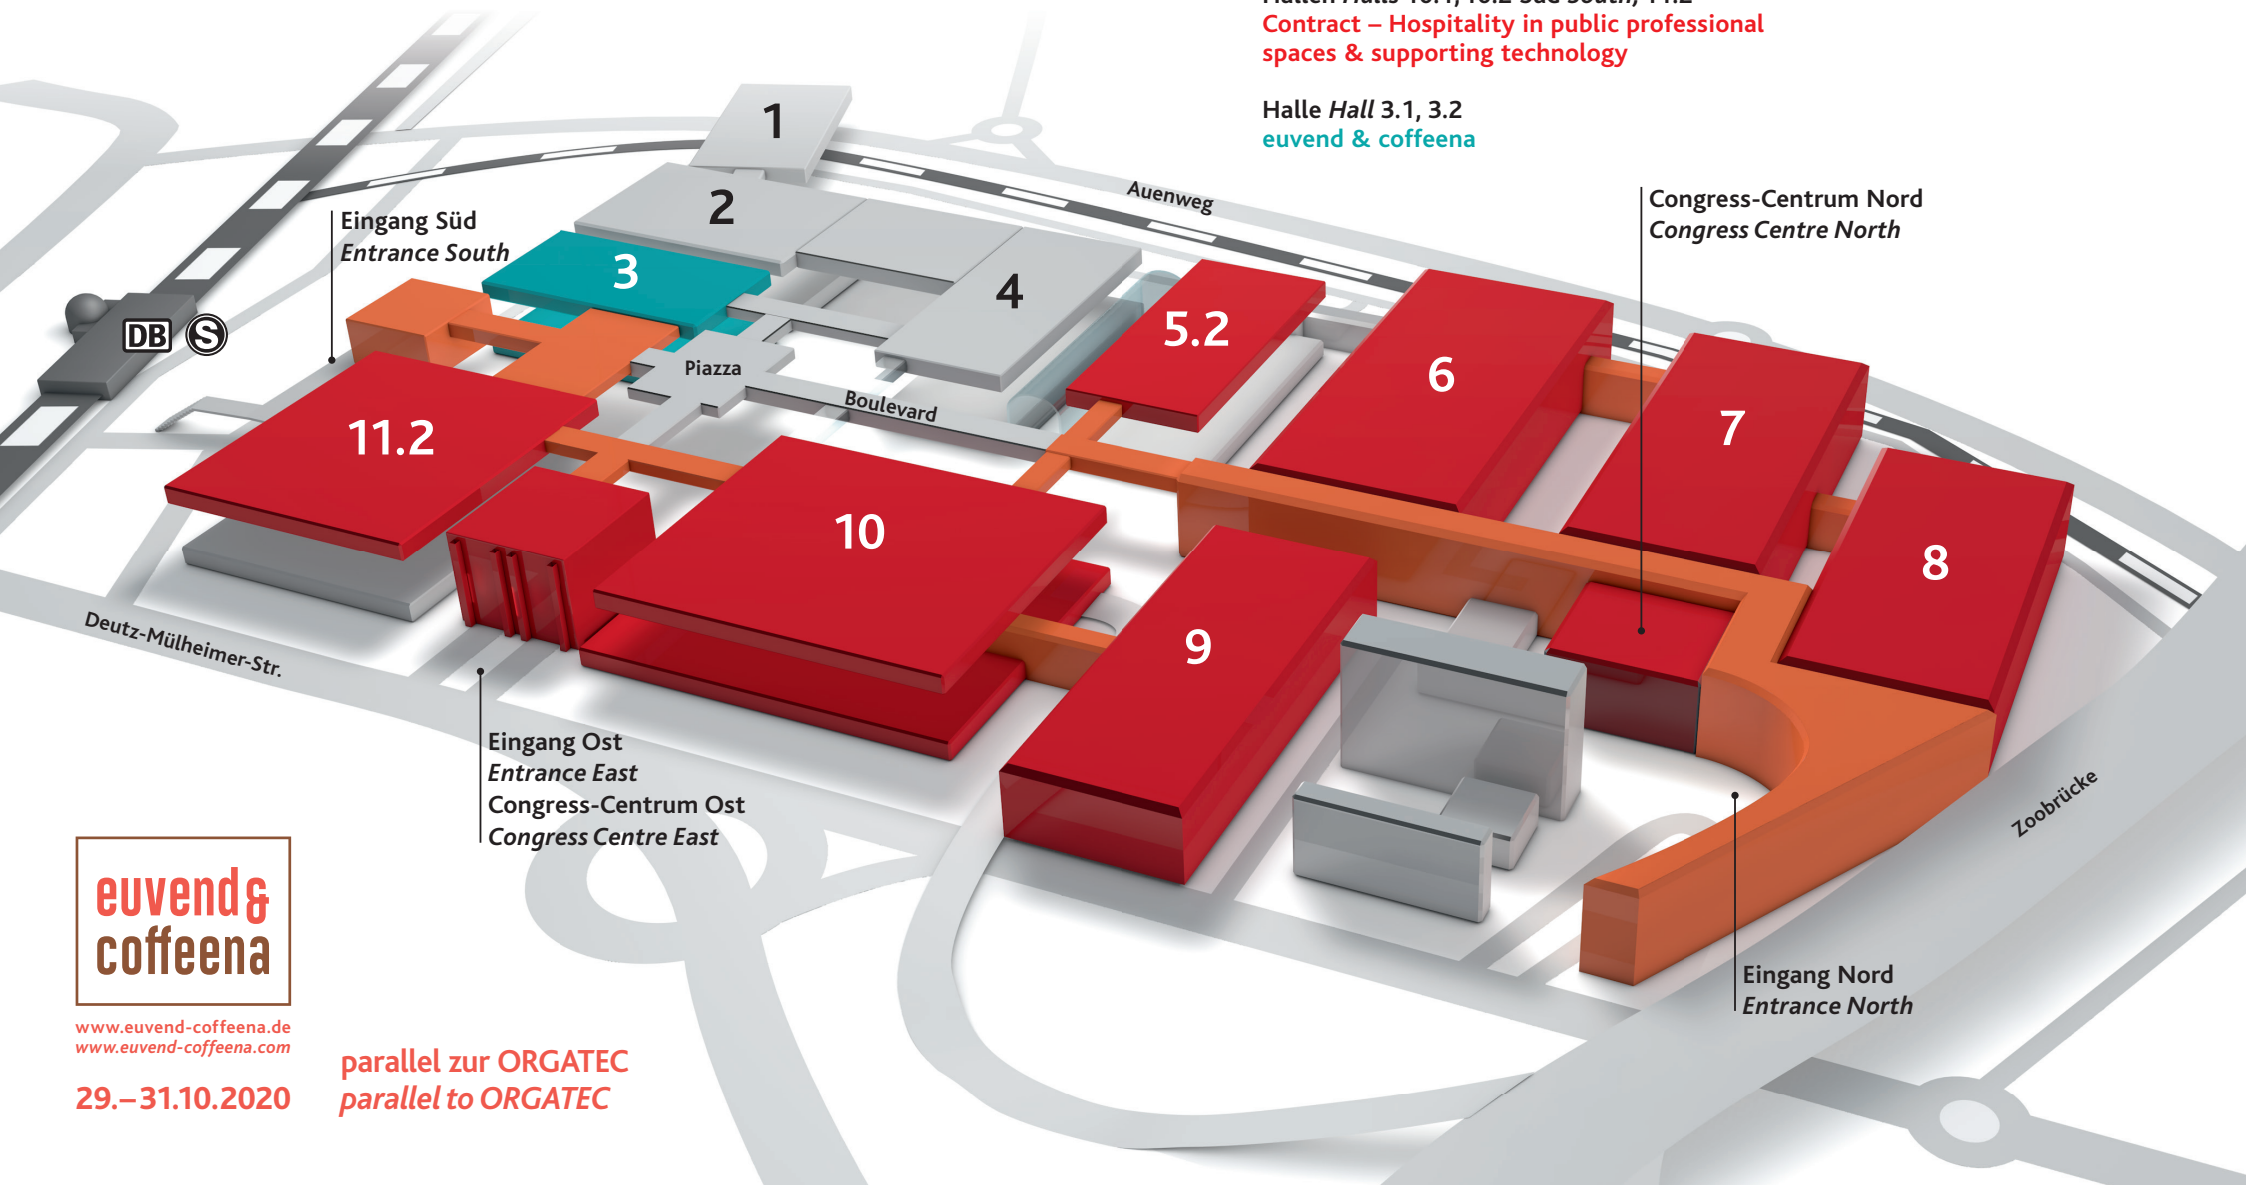 Contract – Hospitality in public professional
spaces & supporting technology
Halle Hall 3.1, 3.2
euvend & coffeena
1
2
3
4
5.2
6
7
8
9
10
11.2
Auenweg
Congress-Centrum Nord
Congress Centre North
Eingang Süd
Entrance South
DB
S
Piazza
Boulevard
Deutz-Mülheimer-Str.
Eingang Ost
Entrance East
Congress-Centrum Ost
Congress Centre East
Zoobrücke
Eingang Nord
Entrance North
euvend&
coffeena
www.euvend-coffeena.de
www.euvend-coffeena.com
29.–31.10.2020
parallel zur ORGATEC
parallel to ORGATEC